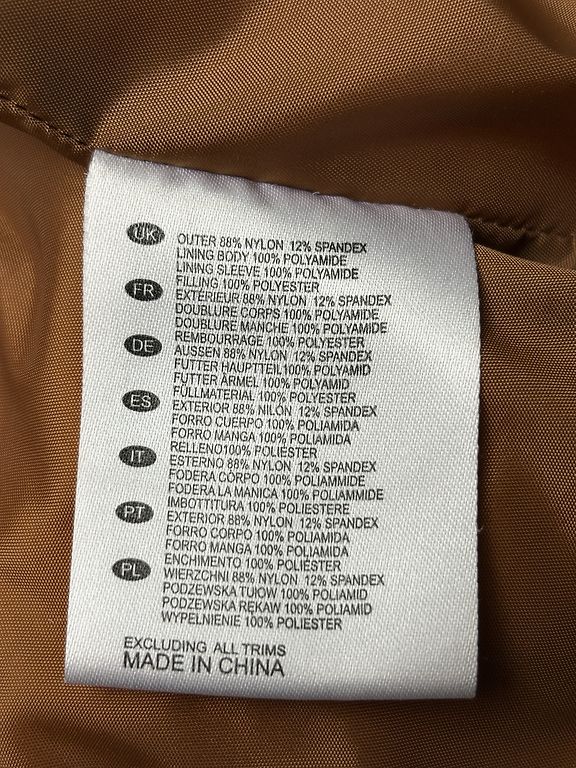 UK OUTER 88% NYLON 12% SPANDEX
LINING BODY 100% POLYAMIDE
LINING SLEEVE 100% POLYAMIDE
FILLING 100% POLYESTER
FR EXTÉRIEUR 88% NYLON 12% SPANDEX
DOUBLURE CORPS 100% POLYAMIDE
DOUBLURE MANCHE 100% POLYAMIDE
REMBOURRAGE 100% POLYESTER
DE AUSSEN 88% NYLON 12% SPANDEX
FUTTER HAUPTTEIL 100% POLYAMID
FUTTER ÄRMEL 100% POLYAMID
FÜLLMATERIAL 100% POLYESTER
ES EXTERIOR 88% NILÓN 12% SPANDEX
FORRO CUERPO 100% POLIAMIDA
FORRO MANGA 100% POLIAMIDA
RELLENO100% POLIÉSTER
IT ESTERNO 88% NYLON 12% SPANDEX
FODERA CORPO 100% POLIAMMIDE
FODERA LA MANICA 100% POLIAMMIDE
IMBOTTITURA 100% POLIESTERE
PT EXTERIOR 88% NYLON 12% SPANDEX
FORRO CORPO 100% POLIAMIDA
FORRO MANGA 100% POLIAMIDA
ENCHIMENTO 100% POLIÉSTER
PL WIERZCHNI 88% NYLON 12% SPANDEX
PODZEWSKA TUŁOW 100% POLIAMID
PODZEWSKA RĘKAW 100% POLIAMID
WYPEŁNIENIE 100% POLIESTER
EXCLUDING ALL TRIMS
MADE IN CHINA